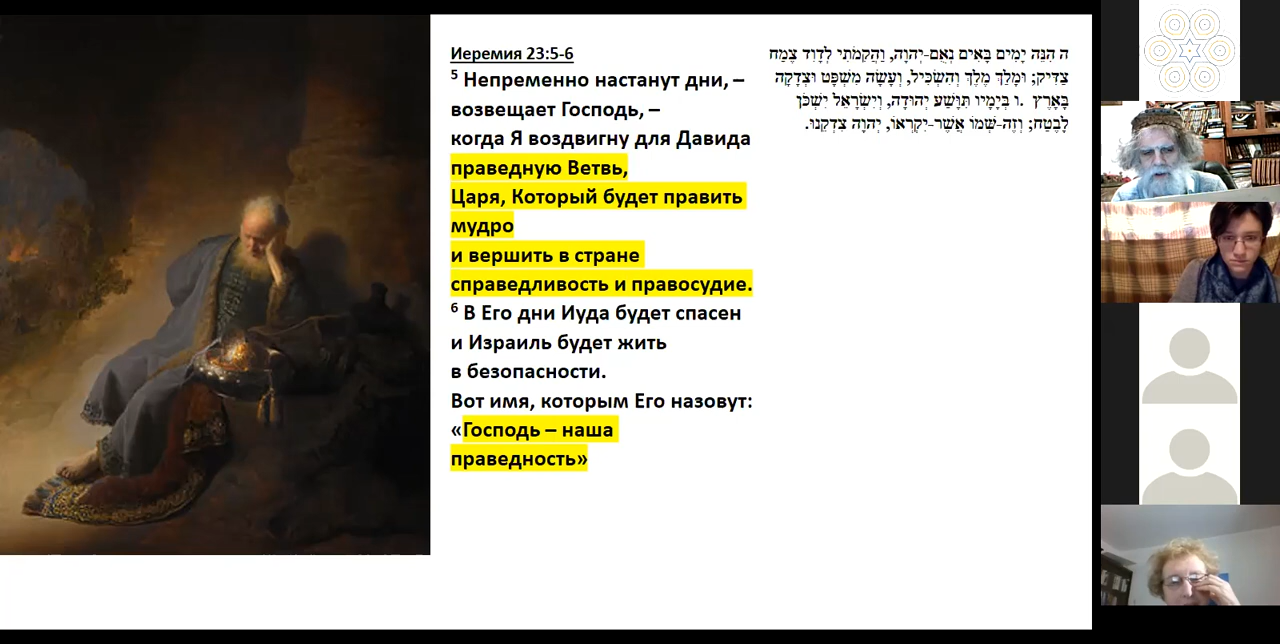 Иеремия 23:5-6
⁵ Непременно настанут дни, –
возвещает Господь, –
когда Я воздвигну для Давида
праведную Ветвь,
Царя, Который будет править
мудро
и вершить в стране
справедливость и правосудие.
⁶ В Его дни Иуда будет спасен
и Израиль будет жить
в безопасности.
Вот имя, которым Его назовут:
«Господь – наша
праведность»
ה הִנֵּה יָמִים בָּאִים נְאֻם-יְהוָה, וַהֲקִמֹתִי לְדָוִד צֶמַח
צַדִּיק; וּמָלַךְ מֶלֶךְ וְהִשְׂכִּיל, וְעָשָׂה מִשְׁפָּט וּצְדָקָה
בָּאָרֶץ .ו בְּיָמָיו תִּוָּשַׁע יְהוּדָה, וְיִשְׂרָאֵל יִשְׁכֹּן
לָבֶטַח; וְזֶה-שְּׁמוֹ אֲשֶׁר-יִקְרְאוֹ, יְהוָה צִדְקֵנוּ.